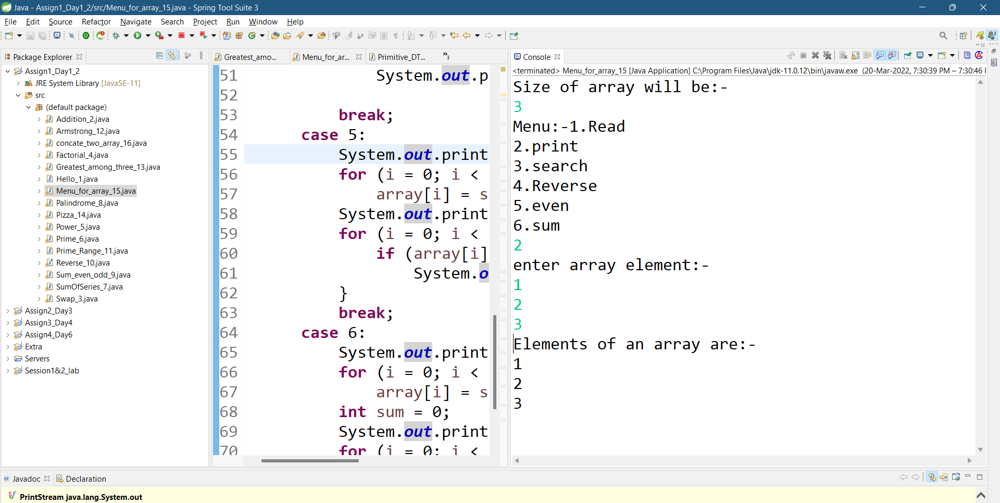 Java - Assign1_Day1_2/src/Menu_for_array_15.java - Spring Tool Suite 3
File Edit Source Refactor Navigate Search Project Run Window Help
Package Explorer
Assign1_Day1_2
JRE System Library [JavaSE-11]
src
(default package)
Addition_2.java
Armstrong_12.java
concate_two_array_16.java
Factorial_4.java
Greatest_among_three_13.java
Hello_1.java
Menu_for_array_15.java
Palindrome_8.java
Pizza_14.java
Power_5.java
Prime_6.java
Prime_Range_11.java
Reverse_10.java
Sum_even_odd_9.java
SumOfSeries_7.java
Swap_3.java
Assign2_Day3
Assign3_Day4
Assign4_Day6
Extra
Servers
Session1&2_lab
Greatest_amo... Menu_for_ar... Primitive_DT... »3
51 System.out.p
52
53 break;
54 case 5:
55 System.out.print
56 for (i = 0; i <
57 array[i] = s
58 System.out.print
59 for (i = 0; i <
60 if (array[i]
61 System.o
62 }
63 break;
64 case 6:
65 System.out.print
66 for (i = 0; i <
67 array[i] = s
68 int sum = 0;
69 System.out.print
70 for (i = 0; i <
Console
<terminated> Menu_for_array_15 [Java Application] C:\Program Files\Java\jdk-11.0.12\bin\javaw.exe (20-Mar-2022, 7:30:39 PM – 7:30:46
Size of array will be:-
3
Menu:-1.Read
2.print
3.search
4.Reverse
5.even
6.sum
2
enter array element:-
1
2
3
Elements of an array are:-
1
2
3
@ Javadoc Declaration
PrintStream java.lang.System.out